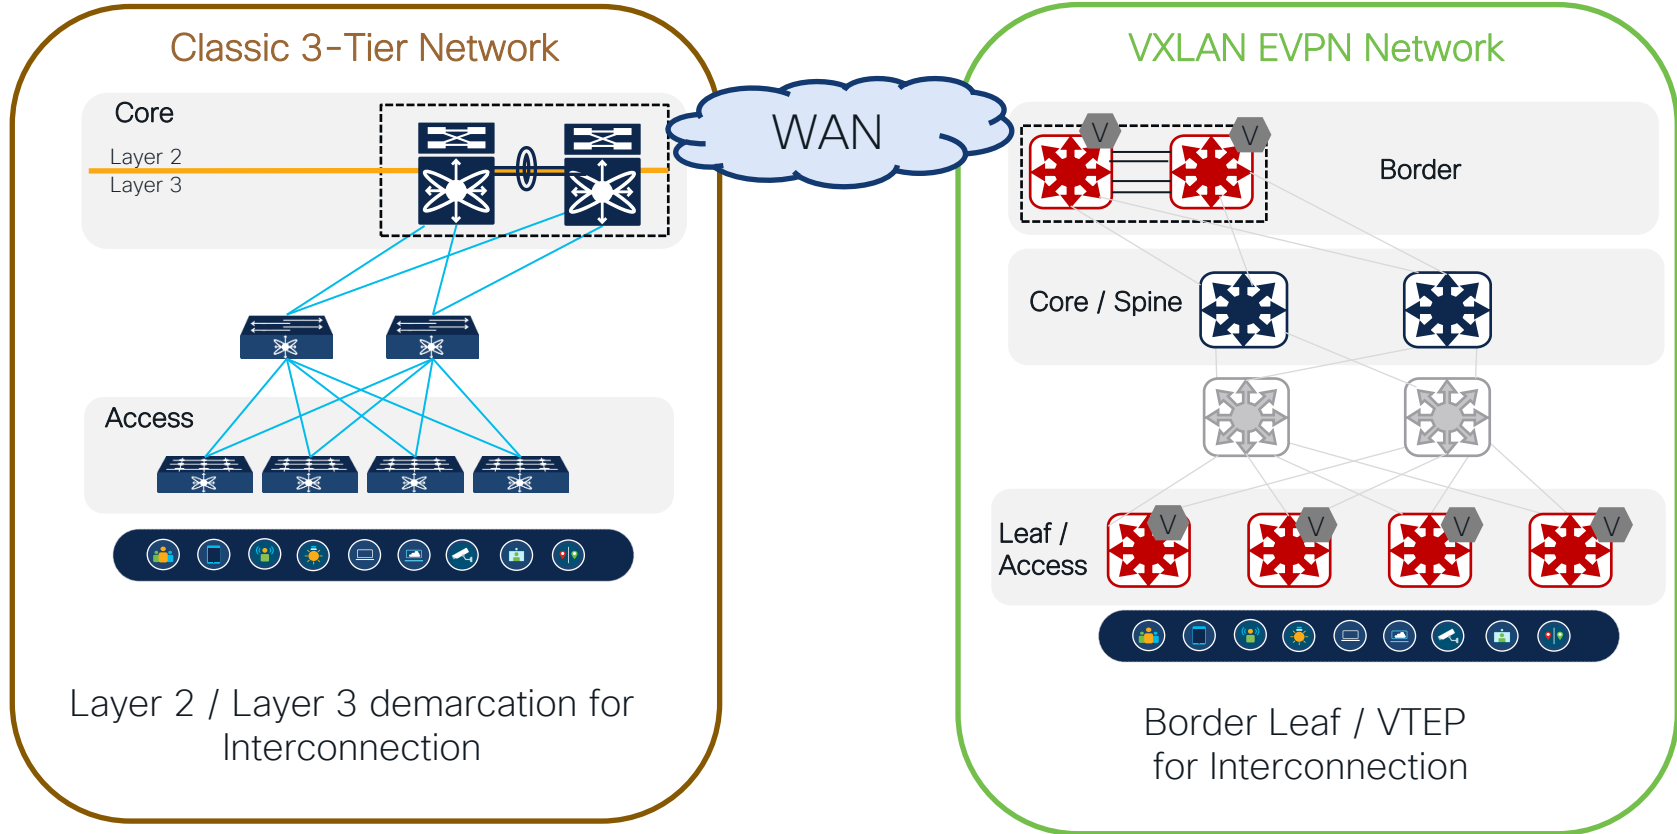 Classic 3-Tier Network
Core
Layer 2
Layer 3
Access
Layer 2 / Layer 3 demarcation for
Interconnection
WAN
VXLAN EVPN Network
V
V
Border
Core / Spine
Leaf /
Access
V
V
V
V
Border Leaf / VTEP
for Interconnection